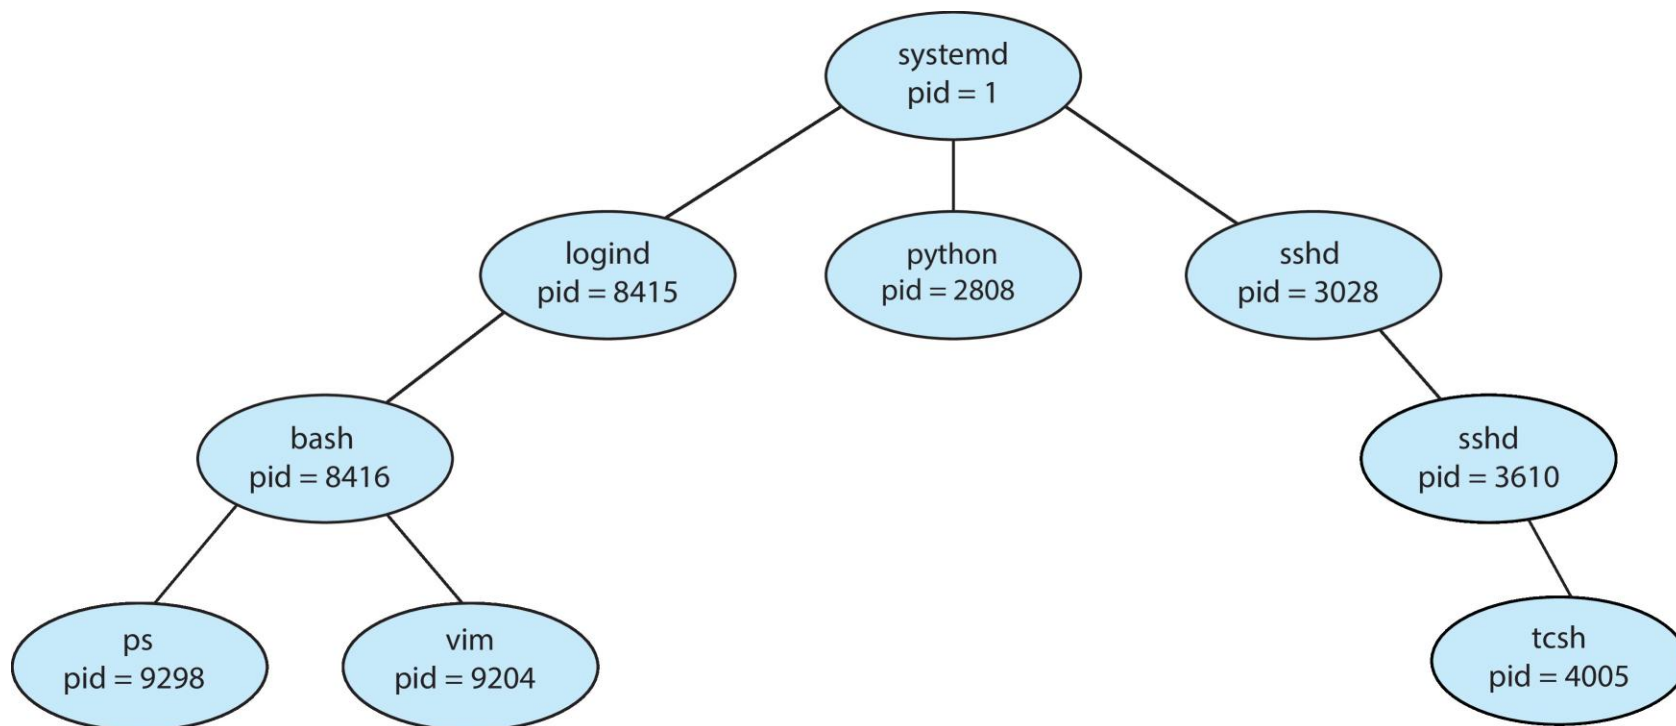 systemd
pid = 1
logind
pid = 8415
python
pid = 2808
sshd
pid = 3028
bash
pid = 8416
sshd
pid = 3610
ps
pid = 9298
vim
pid = 9204
tcsh
pid = 4005